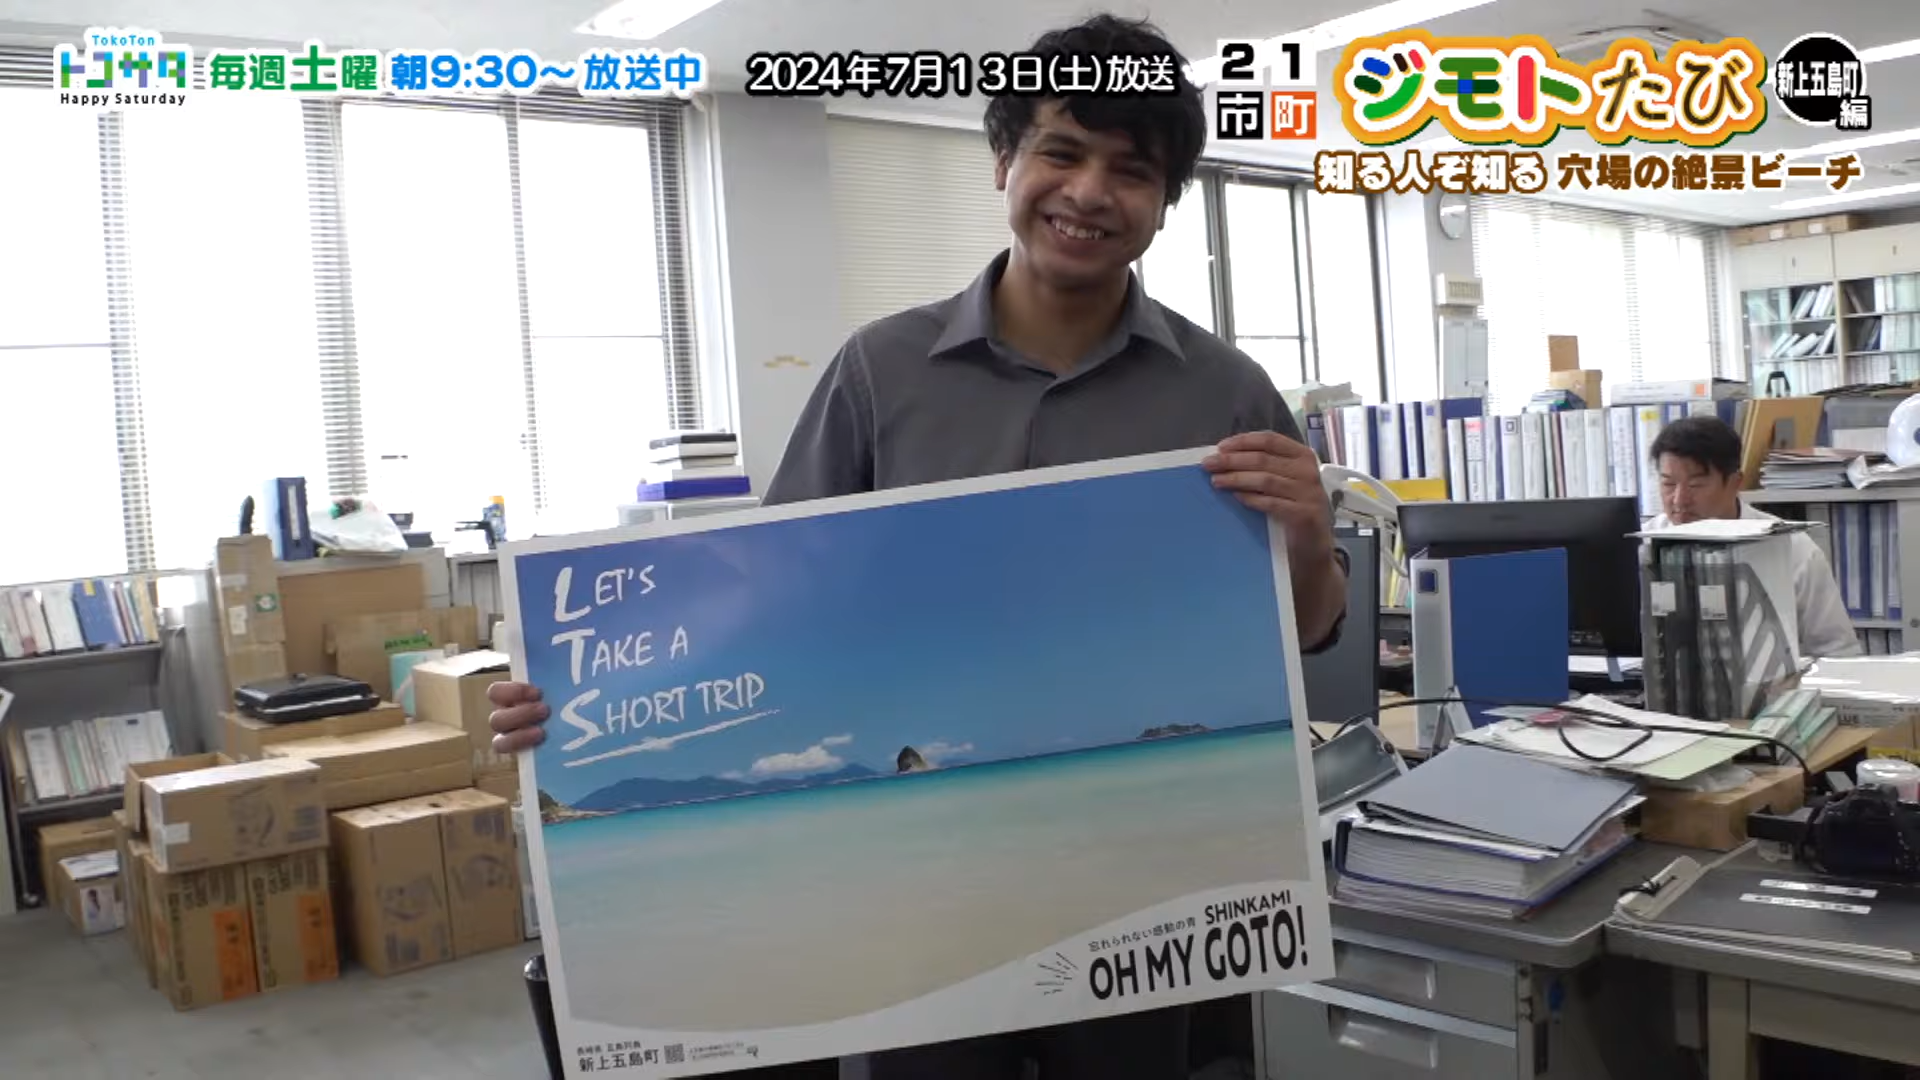 TokoTon
トコサタ
Happy Saturday
毎週土曜 朝9:30～放送中
2024年7月13日(土)放送
21
市町
ジモトたび
新上五島町編
知る人ぞ知る 穴場の絶景ビーチ
LET'S
TAKE A
SHORT TRIP
忘れられない感動の青
SHINKAMI
OH MY GOTO!
長崎県 五島列島
新上五島町